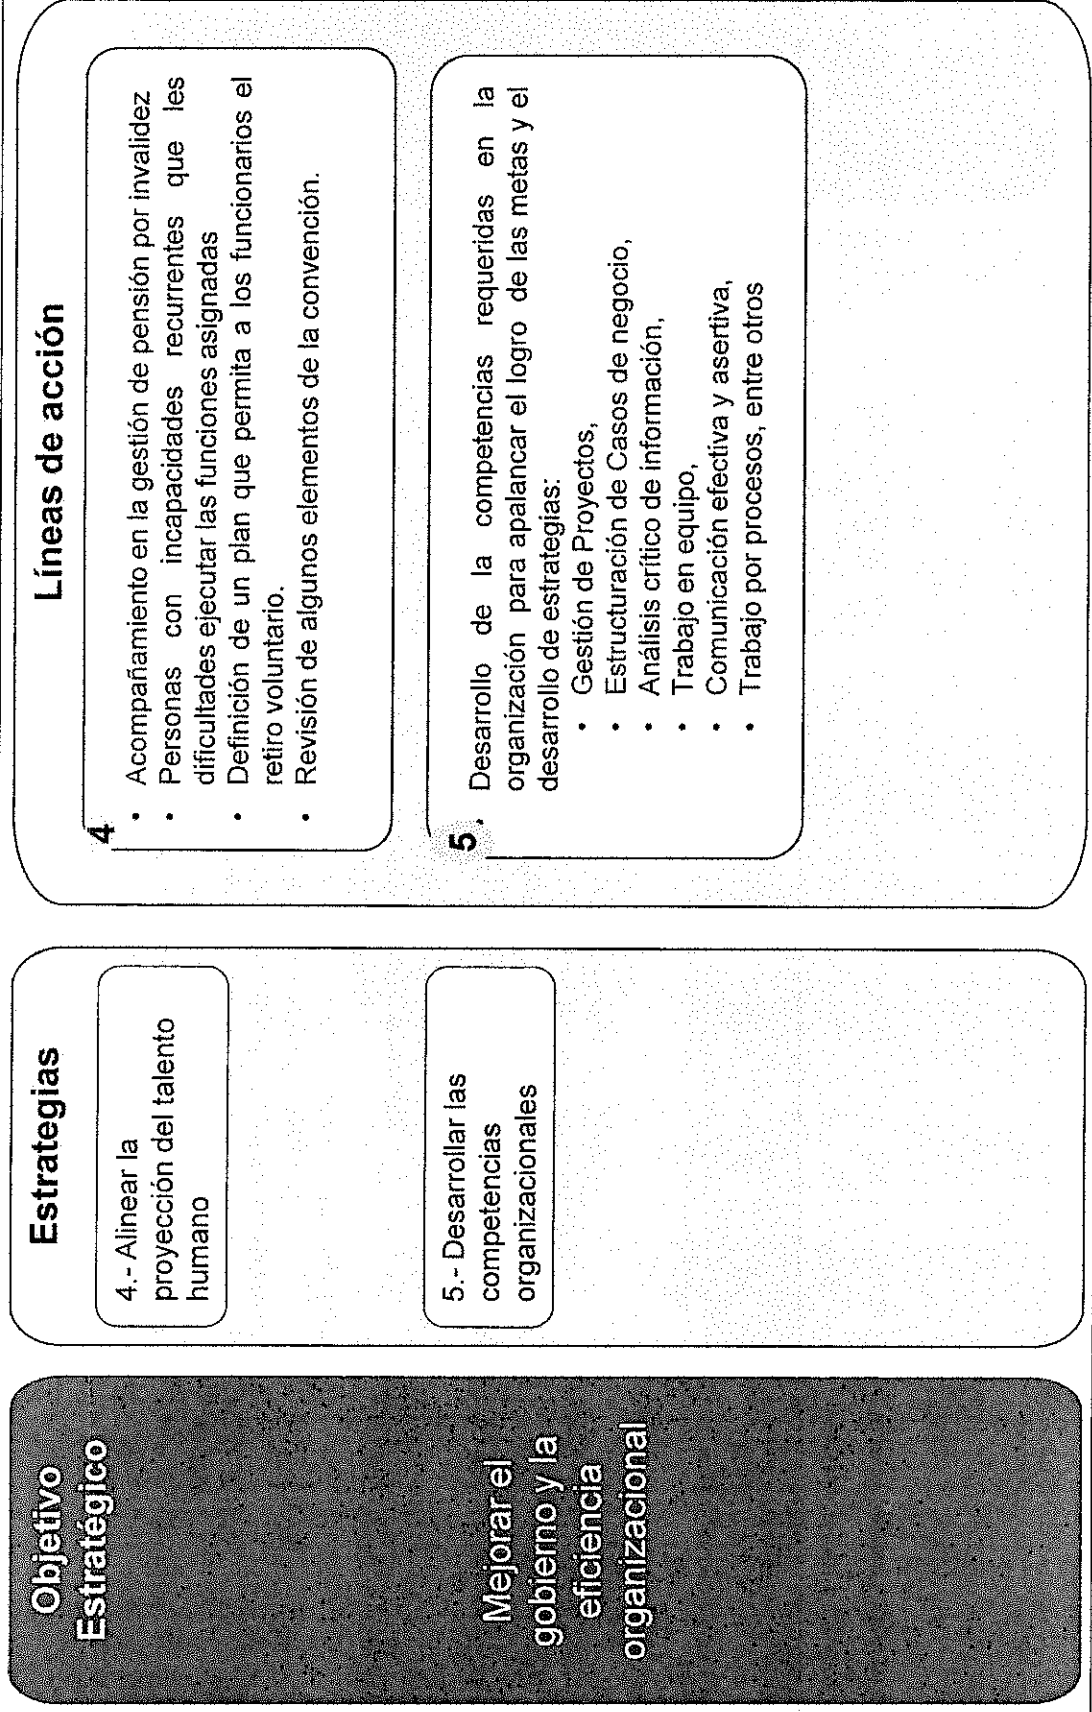 Objetivo
Estratégico
Mejorar el
gobierno y la
eficiencia
organizacional
Estrategias
4.- Alinear la
proyección del talento
humano
5.- Desarrollar las
competencias
organizacionales
Líneas de acción
4
• Acompañamiento en la gestión de pensión por invalidez
• Personas con incapacidades recurrentes que les
dificultades ejecutar las funciones asignadas
• Definición de un plan que permita a los funcionarios el
retiro voluntario.
• Revisión de algunos elementos de la convención.
5
• Desarrollo de la competencias requeridas en la
organización para apalancar el logro de las metas y el
desarrollo de estrategias:
• Gestión de Proyectos,
• Estructuración de Casos de negocio,
• Análisis crítico de información,
• Trabajo en equipo,
• Comunicación efectiva y asertiva,
• Trabajo por procesos, entre otros